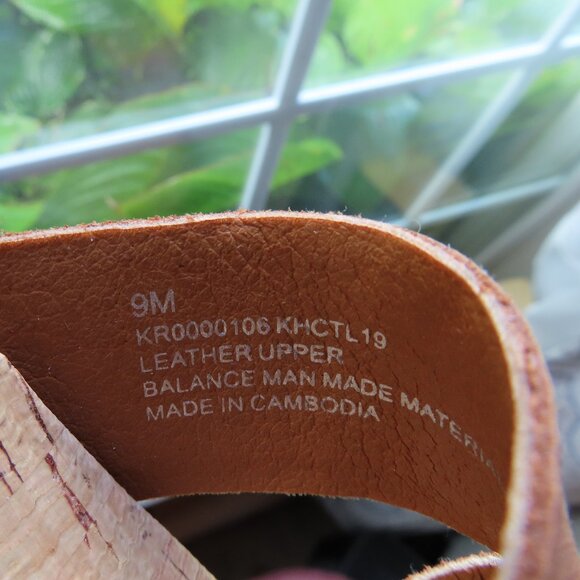 9M
KR0000106 KHCTL19
LEATHER UPPER
BALANCE MAN MADE MATERIAL
MADE IN CAMBODIA